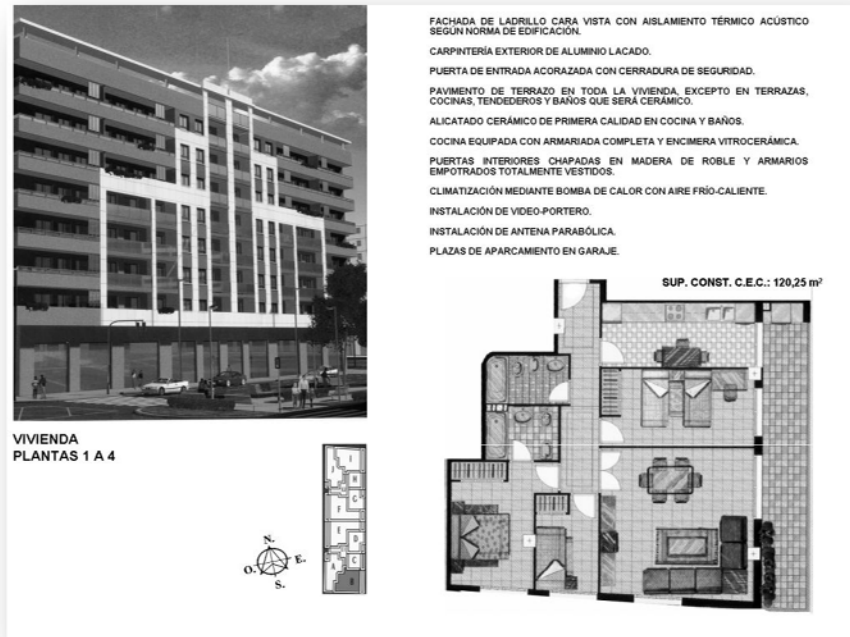 FACHADA DE LADRILLO CARA VISTA CON AISLAMIENTO TÉRMICO ACÚSTICO
SEGÚN NORMA DE EDIFICACIÓN.
CARPINTERÍA EXTERIOR DE ALUMINIO LACADO.
PUERTA DE ENTRADA ACORAZADA CON CERRADURA DE SEGURIDAD.
PAVIMENTO DE TERRAZO EN TODA LA VIVIENDA, EXCEPTO EN TERRAZAS,
COCINAS, TENDEDEROS Y BAÑOS QUE SERÁ CERÁMICO.
ALICATADO CERÁMICO DE PRIMERA CALIDAD EN COCINA Y BAÑOS.
COCINA EQUIPADA CON ARMARIADA COMPLETA Y ENCIMERA VITROCERÁMICA.
PUERTAS INTERIORES CHAPADAS EN MADERA DE ROBLE Y ARMARIOS
EMPOTRADOS TOTALMENTE VESTIDOS.
CLIMATIZACIÓN MEDIANTE BOMBA DE CALOR CON AIRE FRÍO-CALIENTE.
INSTALACIÓN DE VIDEO-PORTERO.
INSTALACIÓN DE ANTENA PARABÓLICA.
PLAZAS DE APARCAMIENTO EN GARAJE.
SUP. CONST. C.E.C.: 120,25 m²
VIVIENDA
PLANTAS 1 A 4
J I
H
G
F
E
D
C
A
B
N.
O. E.
S.